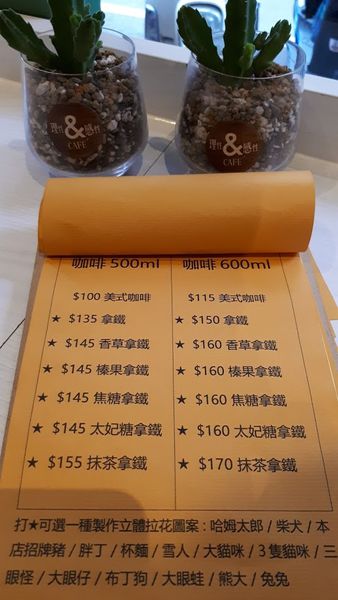 理性&感性
CAFE
理性&感性
CAFE
咖啡 500ml
$100 美式咖啡
★ $135 拿鐵
★ $145 香草拿鐵
★ $145 榛果拿鐵
★ $145 焦糖拿鐵
★ $145 太妃糖拿鐵
★ $155 抹茶拿鐵
咖啡 600ml
$115 美式咖啡
★ $150 拿鐵
★ $160 香草拿鐵
★ $160 榛果拿鐵
★ $160 焦糖拿鐵
★ $160 太妃糖拿鐵
★ $170 抹茶拿鐵
打★可選一種製作立體拉花圖案 : 哈姆太郎 / 柴犬 / 本
店招牌豬 / 胖丁 / 杯麵 / 雪人 / 大貓咪 / 3 隻貓咪 / 三
眼怪 / 大眼仔 / 布丁狗 / 大眼蛙 / 熊大 / 兔兔